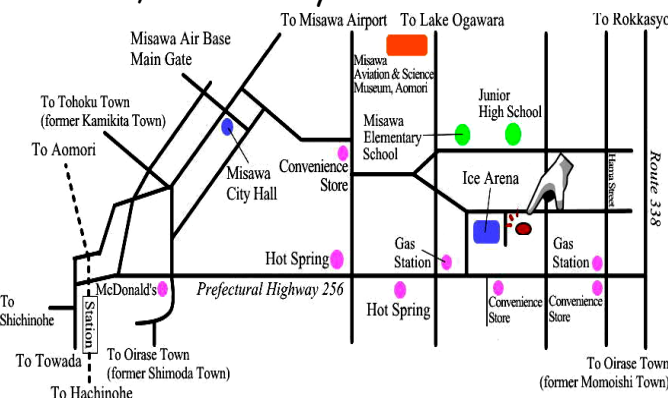 To Misawa Airport
To Lake Ogawara
To Rokkasyo
Misawa Air Base
Main Gate
Misawa
Aviation & Science
Museum, Aomori
To Tohoku Town
(former Kamikita Town)
Junior
High School
Misawa
Elementary
School
To Aomori
Convenience
Store
Misawa
City Hall
Ice Arena
Hama Street
Route 338
Hot Spring
Gas
Station
Gas
Station
McDonald's
Prefectural Highway 256
Hot Spring
Convenience
Store
Convenience
Store
To
Shichinohe
Station
To Towada
To Oirase Town
(former Shimoda Town)
To Oirase Town
(former Momoishi Town)
To Hachinohe